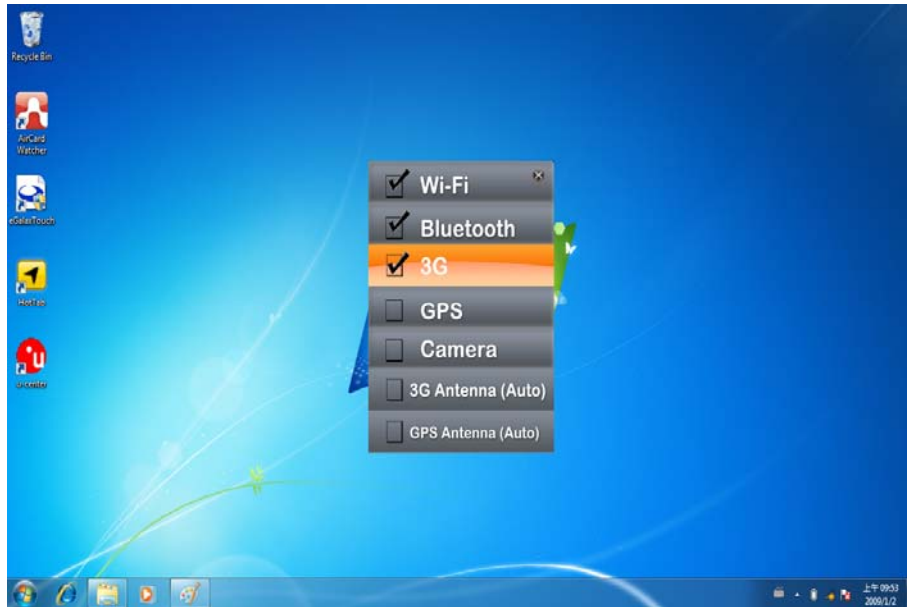 Recycle Bin
AirCard
Watcher
eGalaxTouch
HotTab
u-center
Wi-Fi
Bluetooth
3G
GPS
Camera
3G Antenna (Auto)
GPS Antenna (Auto)
上午 09:53
2009/1/2